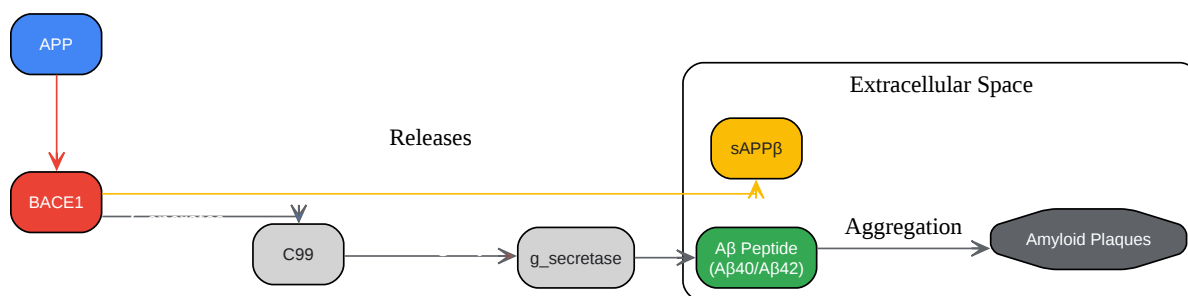 APP
Extracellular Space
Releases
sAPPβ
BACE1
Aggregation
Amyloid Plaques
Aβ Peptide
(Aβ40/Aβ42)
C99
g_secretase